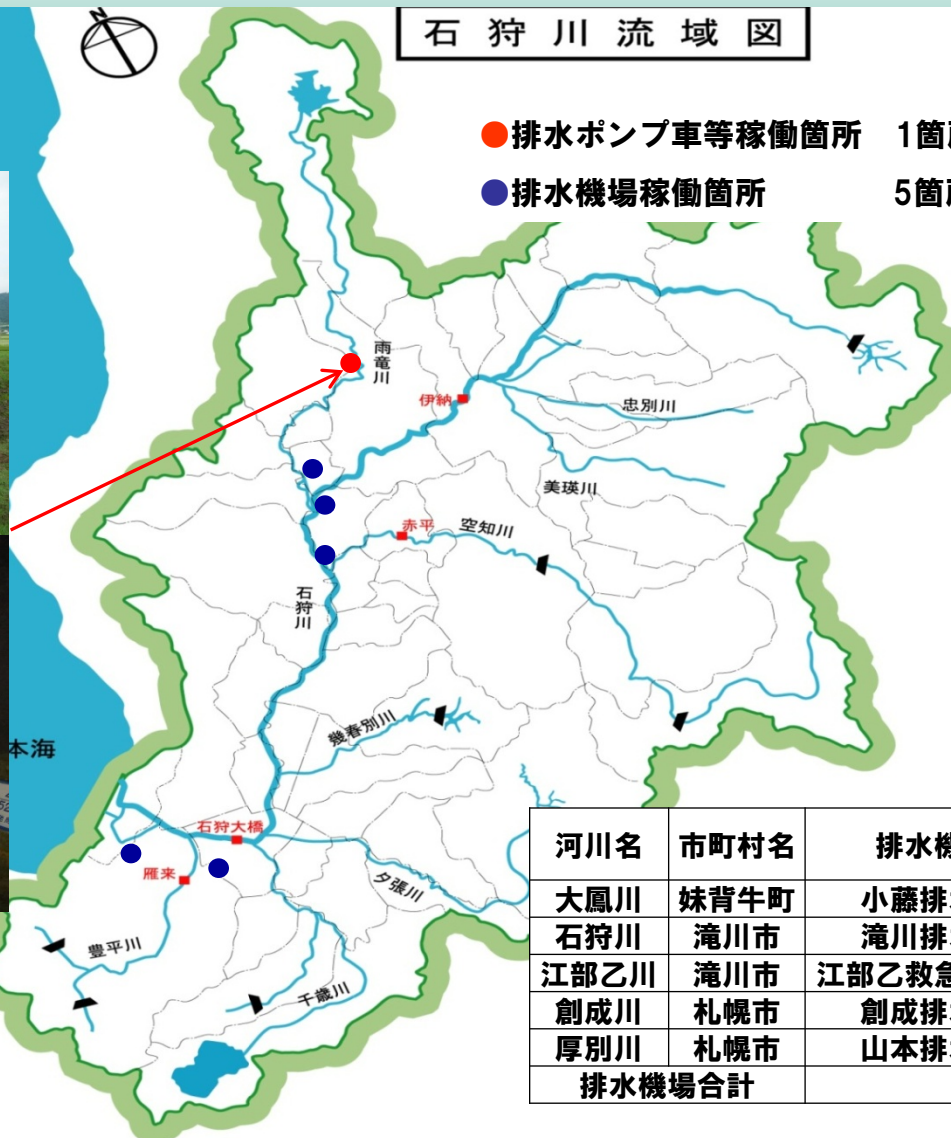 N
石狩川流域図
●排水ポンプ車等稼働箇所 1箇
●排水機場稼働箇所 5箇
雨竜川
伊納
忠別川
美瑛川
赤平
空知川
石狩川
幾春別川
本海
石狩大橋
雁来
夕張川
豊平川
千歳川
河川名 市町村名 排水
大鳳川 妹背牛町 小藤排
石狩川 滝川市 滝川排
江部乙川 滝川市 江部乙救急
創成川 札幌市 創成排
厚別川 札幌市 山本排
排水機場合計